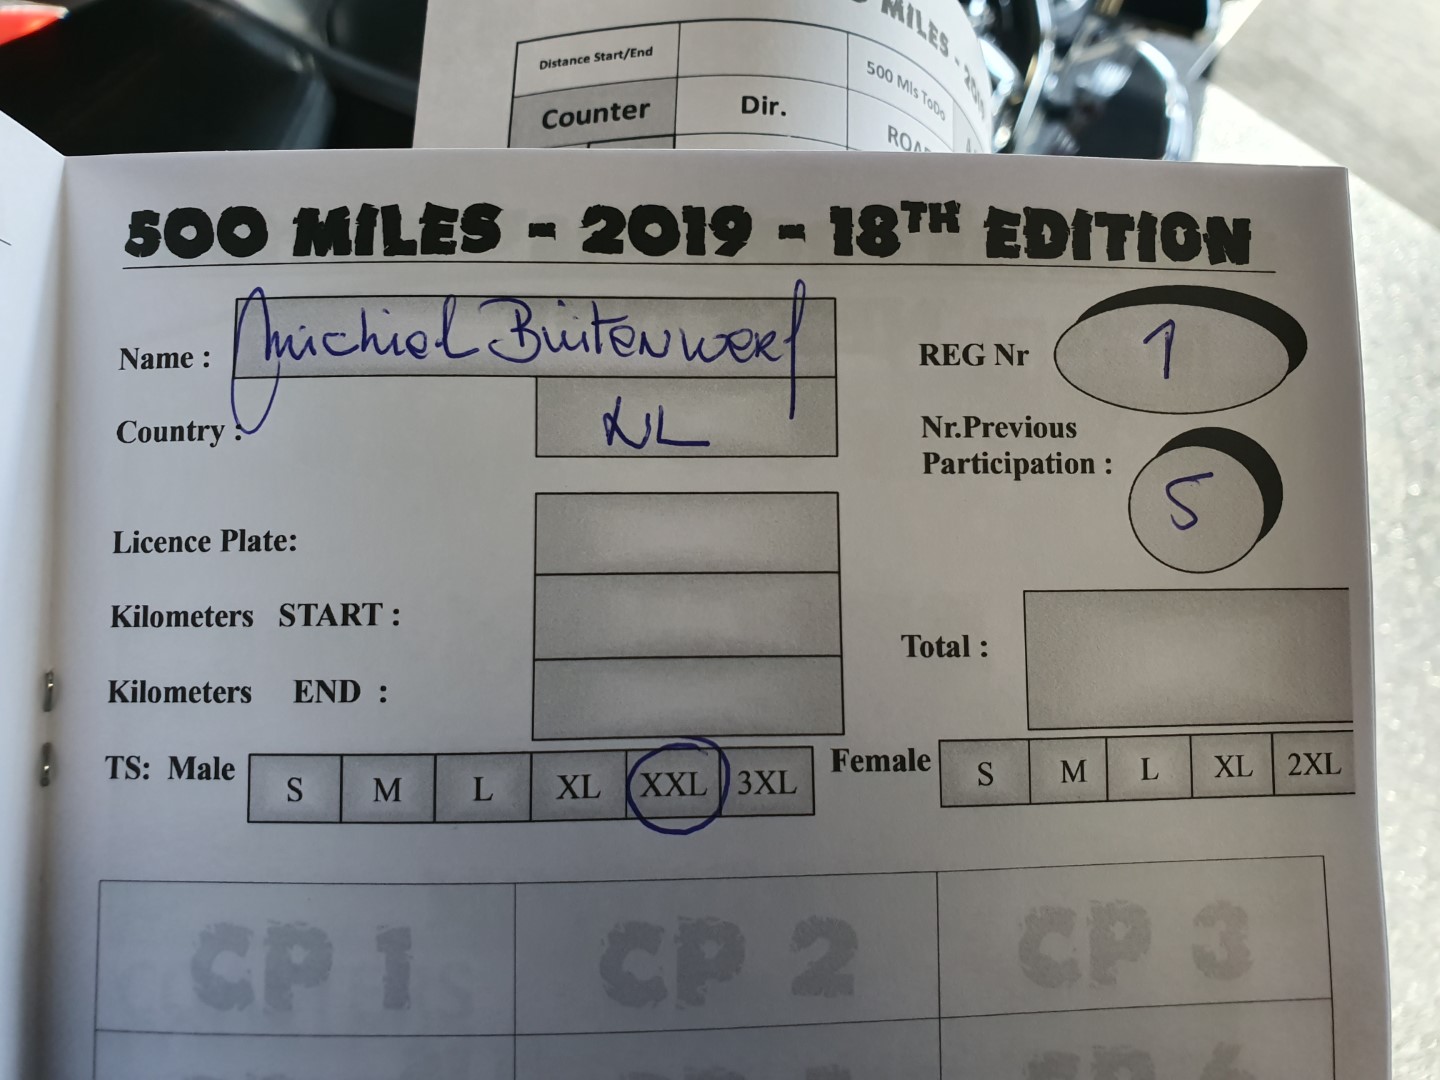 MILES - 2019
Distance Start/End
500 Mls ToDo
Counter
Dir.
500 MILES - 2019 - 18TH EDITION
Name : Michiel Buitenwerf
REG Nr 1
Country : NL
Nr.Previous
Participation : 5
Licence Plate:
Kilometers START :
Total :
Kilometers END :
TS: Male S M L XL XXL 3XL Female S M L XL 2XL
CP 1 CP 2 CP 3